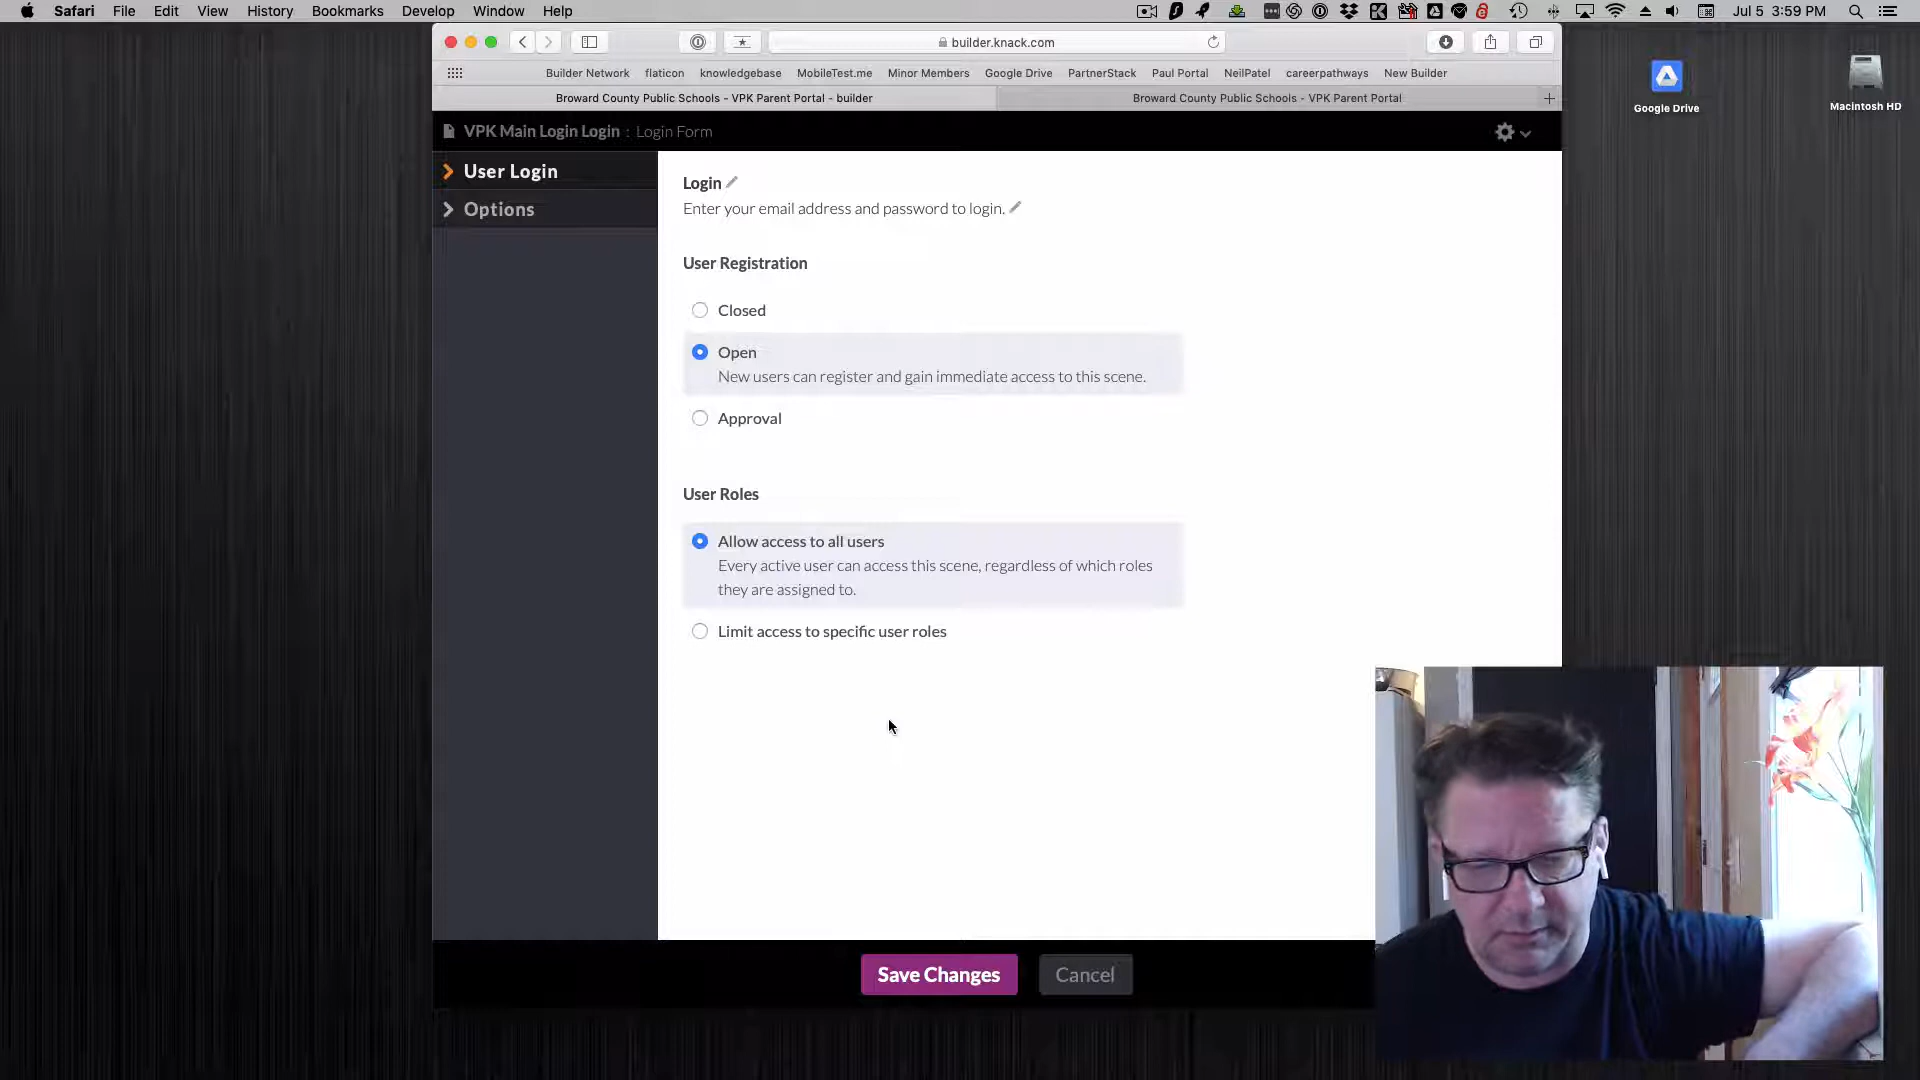 Safari File Edit View History Bookmarks Develop Window Help Jul 5 3:59 PM
builder.knack.com
Builder Network flaticon knowledgebase MobileTest.me Minor Members Google Drive PartnerStack Paul Portal NeilPatel careerpathways New Builder
Broward County Public Schools - VPK Parent Portal - builder Broward County Public Schools - VPK Parent Portal
Google Drive
Macintosh HD
VPK Main Login Login : Login Form
User Login
Options
Login
Enter your email address and password to login.
User Registration
Closed
Open
New users can register and gain immediate access to this scene.
Approval
User Roles
Allow access to all users
Every active user can access this scene, regardless of which roles
they are assigned to.
Limit access to specific user roles
Save Changes Cancel